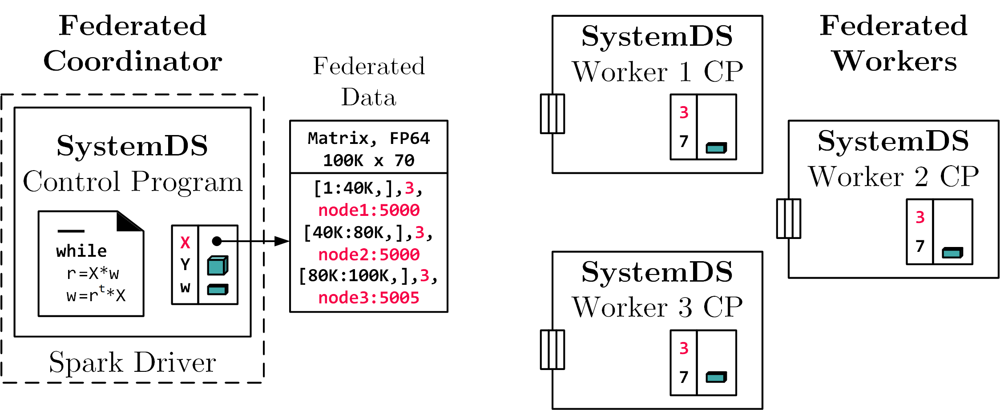 Federated
Coordinator
SystemDS
Control Program
while
r=X*w
w=rᵗ*X
X
Y
w
Spark Driver
Federated
Data
Matrix, FP64
100K x 70
[1:40K,],3,
node1:5000
[40K:80K,],3,
node2:5000
[80K:100K,],3,
node3:5005
SystemDS
Worker 1 CP
3
7
Federated
Workers
SystemDS
Worker 2 CP
3
7
SystemDS
Worker 3 CP
3
7